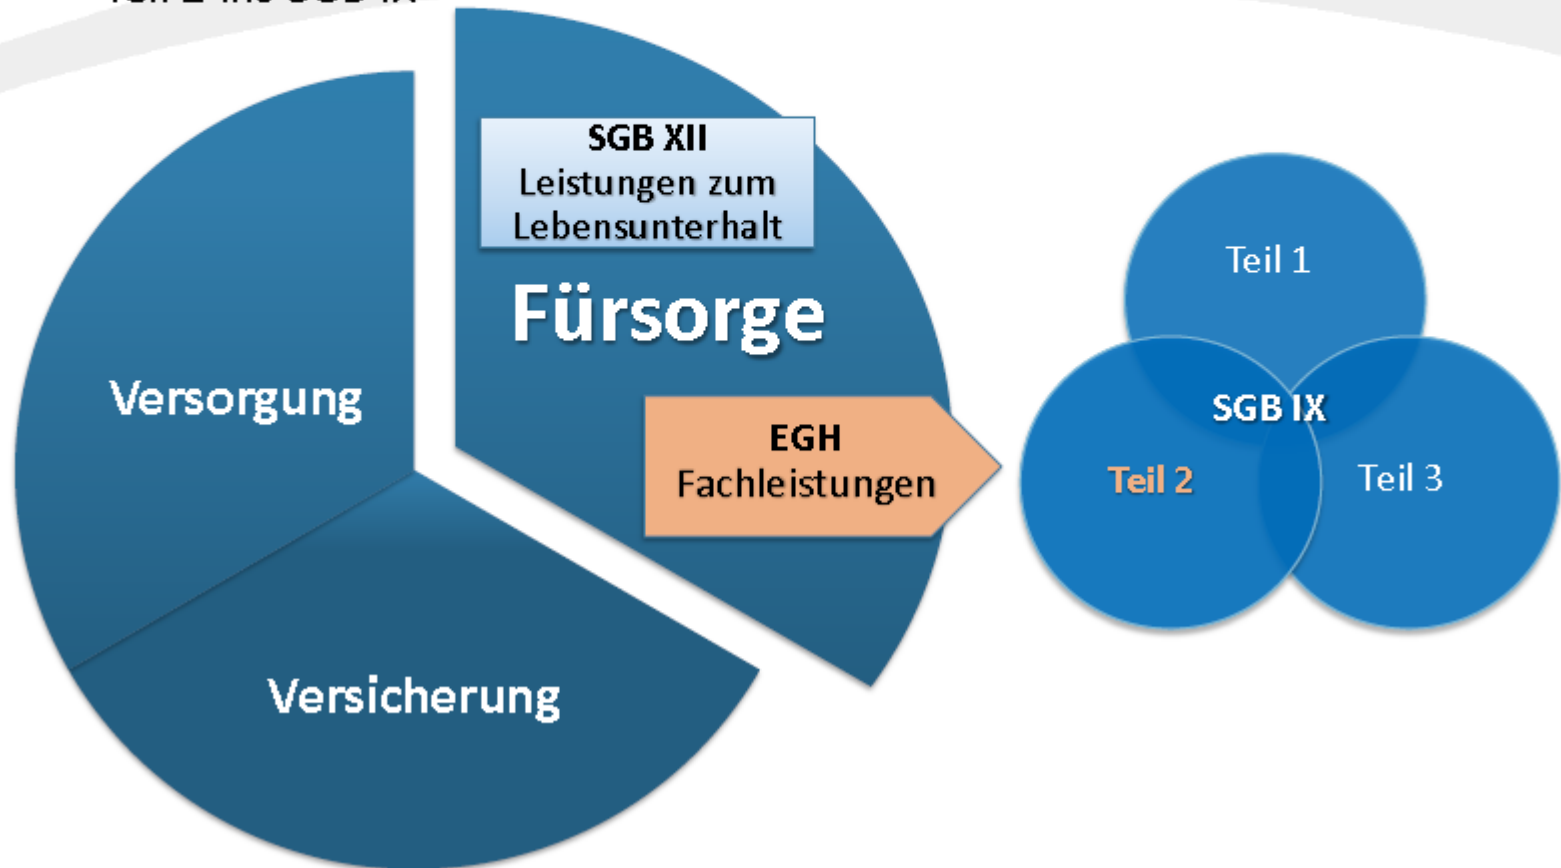 SGB XII
Leistungen zum
Lebensunterhalt
Fürsorge
Versorgung
EGH
Fachleistungen
Versicherung
Teil 1
SGB IX
Teil 2
Teil 3